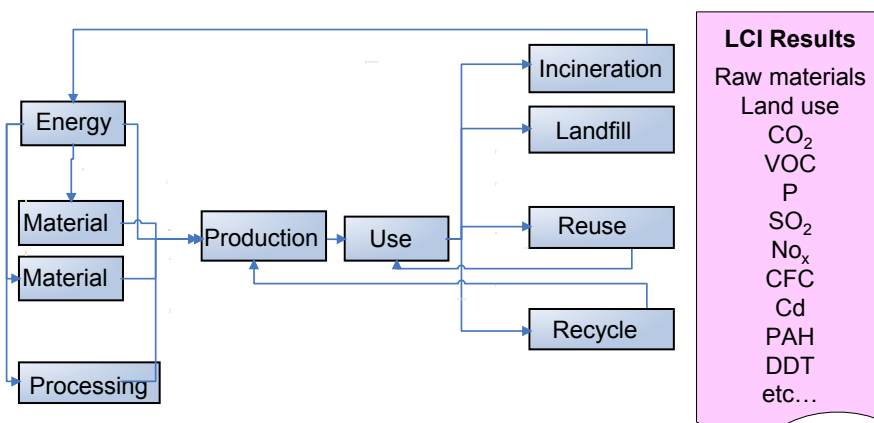 Energy
Material
Material
Processing
Production
Use
Incineration
Landfill
Reuse
Recycle
LCI Results
Raw materials
Land use
CO₂
VOC
P
SO₂
Noₓ
CFC
Cd
PAH
DDT
etc…